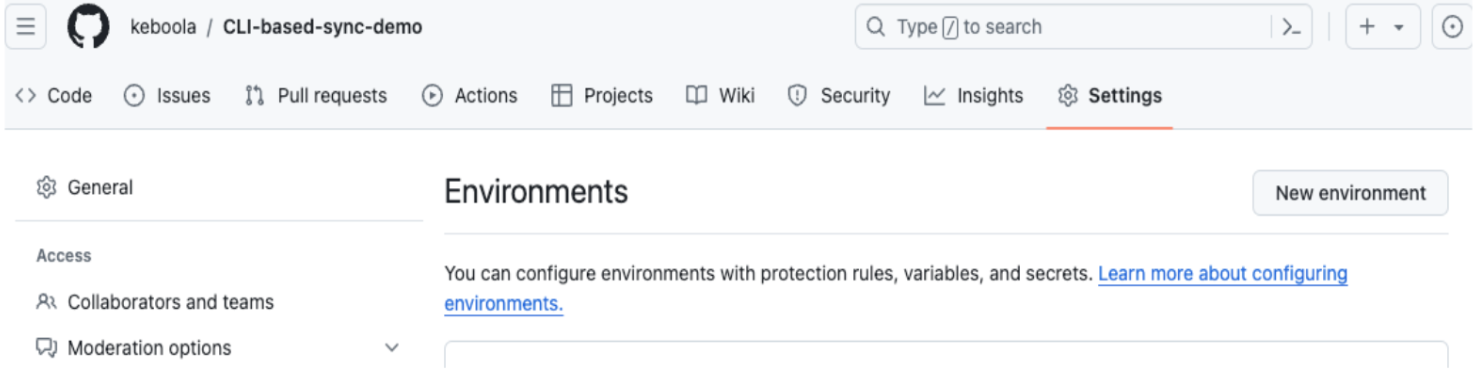 keboola / CLI-based-sync-demo
Type / to search
Code Issues Pull requests Actions Projects Wiki Security Insights Settings
General
Access
Collaborators and teams
Moderation options
Environments
New environment
You can configure environments with protection rules, variables, and secrets. Learn more about configuring
environments.